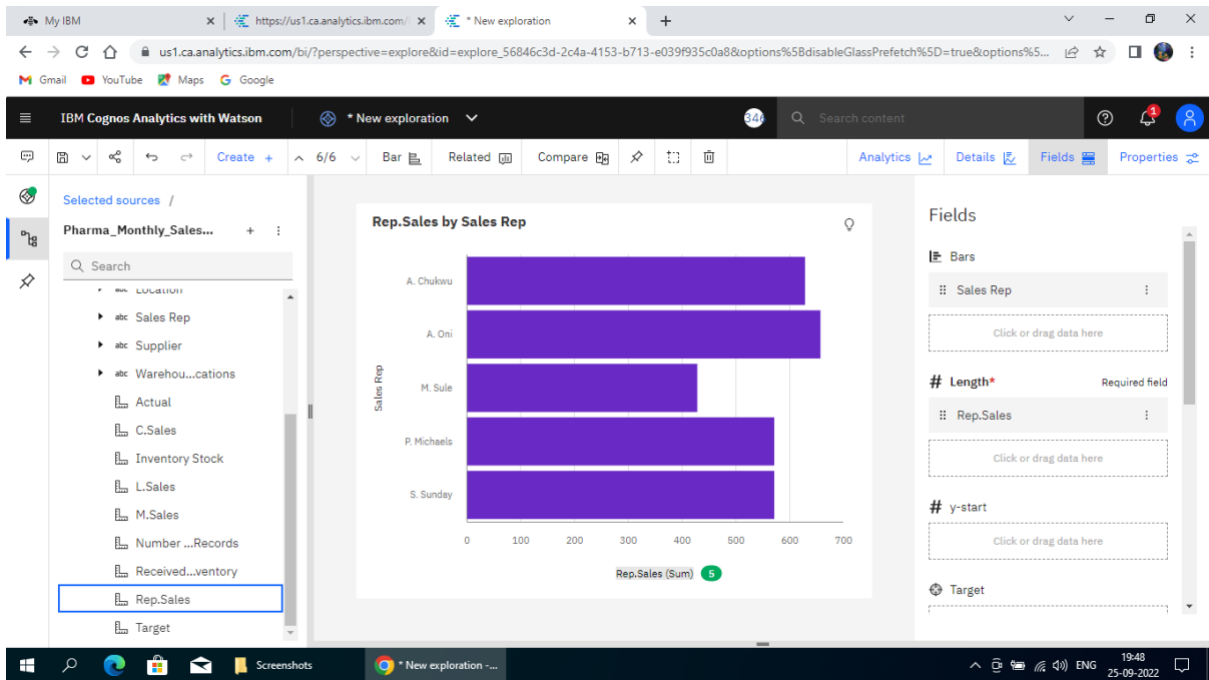 My IBM
https://us1.ca.analytics.ibm.com/
* New exploration
us1.ca.analytics.ibm.com/bi/?perspective=explore&id=explore_56846c3d-2c4a-4153-b713-e039f935c0a8&options%5BdisableGlassPrefetch%5D=true&options%5...
Gmail YouTube Maps Google
IBM Cognos Analytics with Watson
* New exploration
Search content
1
Create +
6/6
Bar
Related
Compare
Analytics
Details
Fields
Properties
Selected sources /
Pharma_Monthly_Sales...
Search
abc Location
abc Sales Rep
abc Supplier
abc Warehou...cations
Actual
C.Sales
Inventory Stock
L.Sales
M.Sales
Number ...Records
Received...ventory
Rep.Sales
Target
Rep.Sales by Sales Rep
Sales Rep
A. Chukwu
A. Oni
M. Sule
P. Michaels
S. Sunday
0 100 200 300 400 500 600 700
Rep.Sales (Sum) 5
Fields
Bars
Sales Rep
Click or drag data here
# Length* Required field
Rep.Sales
Click or drag data here
# y-start
Click or drag data here
Target
Screenshots
* New exploration -...
ENG
19:48
25-09-2022